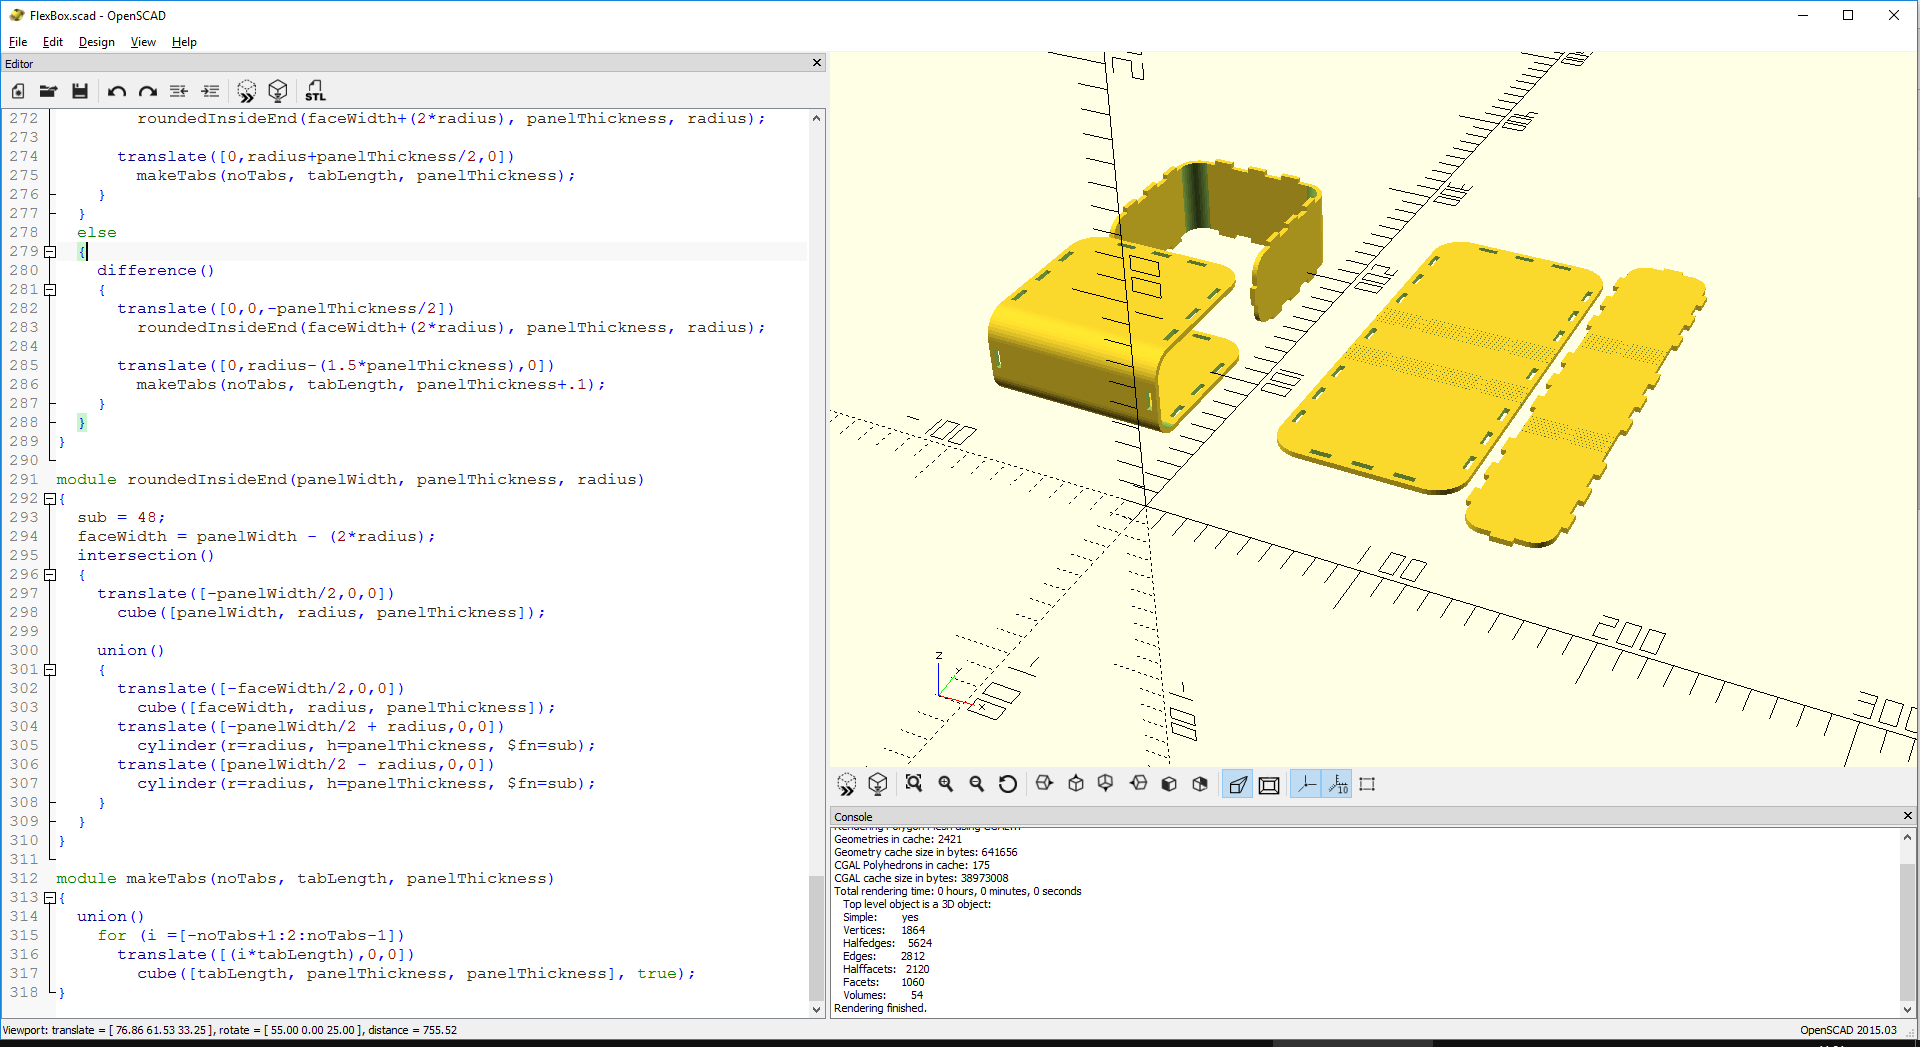 FlexBox.scad - OpenSCAD
File Edit Design View Help
Editor
STL
272 roundedInsideEnd(faceWidth+(2*radius), panelThickness, radius);
273
274 translate([0,radius+panelThickness/2,0])
275 makeTabs(noTabs, tabLength, panelThickness);
276 }
277 }
278 else
279 {
280 difference()
281 {
282 translate([0,0,-panelThickness/2])
283 roundedInsideEnd(faceWidth+(2*radius), panelThickness, radius);
284
285 translate([0,radius-(1.5*panelThickness),0])
286 makeTabs(noTabs, tabLength, panelThickness+.1);
287 }
288 }
289 }
290
291 module roundedInsideEnd(panelWidth, panelThickness, radius)
292 {
293 sub = 48;
294 faceWidth = panelWidth - (2*radius);
295 intersection()
296 {
297 translate([-panelWidth/2,0,0])
298 cube([panelWidth, radius, panelThickness]);
299
300 union()
301 {
302 translate([-faceWidth/2,0,0])
303 cube([faceWidth, radius, panelThickness]);
304 translate([-panelWidth/2 + radius,0,0])
305 cylinder(r=radius, h=panelThickness, $fn=sub);
306 translate([panelWidth/2 - radius,0,0])
307 cylinder(r=radius, h=panelThickness, $fn=sub);
308 }
309 }
310 }
311
312 module makeTabs(noTabs, tabLength, panelThickness)
313 {
314 union()
315 for (i =[-noTabs+1:2:noTabs-1])
316 translate([(i*tabLength),0,0])
317 cube([tabLength, panelThickness, panelThickness], true);
318 }
100
200
300
z
x
10
Console
Rendering Polygon Mesh using CGAL...
Geometries in cache: 2421
Geometry cache size in bytes: 641656
CGAL Polyhedrons in cache: 175
CGAL cache size in bytes: 38973008
Total rendering time: 0 hours, 0 minutes, 0 seconds
Top level object is a 3D object:
Simple: yes
Vertices: 1864
Halfedges: 5624
Edges: 2812
Halffacets: 2120
Facets: 1060
Volumes: 54
Rendering finished.
Viewport: translate = [ 76.86 61.53 33.25 ], rotate = [ 55.00 0.00 25.00 ], distance = 755.52
OpenSCAD 2015.03